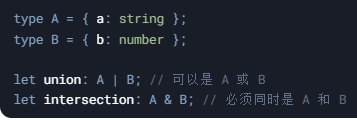 type A = { a: string };
type B = { b: number };
let union: A | B; // 可以是 A 或 B
let intersection: A & B; // 必须同时是 A 和 B